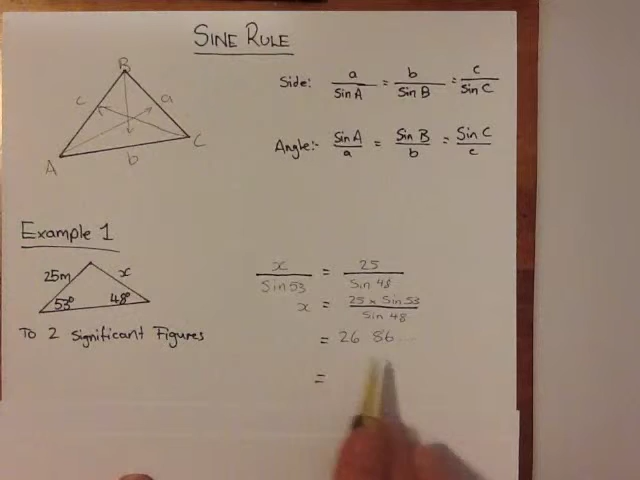 SINE RULE
B
c a
A b C
Side: a/Sin A = b/Sin B = c/Sin C
Angle:- Sin A/a = Sin B/b = Sin C/c
Example 1
25m x
53° 48°
To 2 Significant Figures
x/Sin 53 = 25/Sin 48
x = 25 x Sin 53/Sin 48
= 26 86...
=